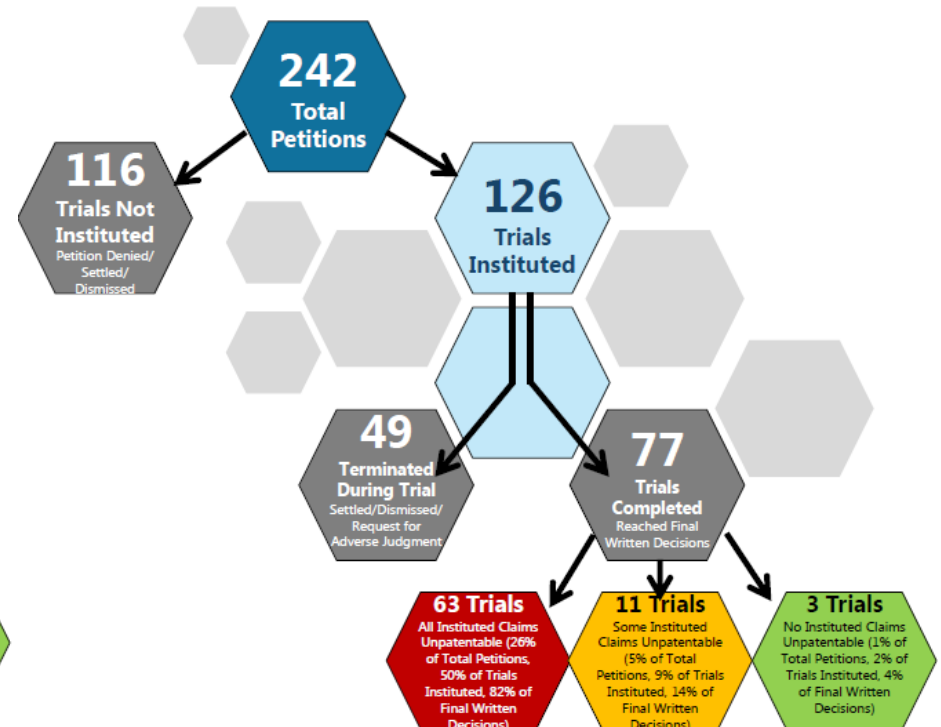 242
Total
Petitions
116
Trials Not
Instituted
Petition Denied/
Settled/
Dismissed
126
Trials
Instituted
49
Terminated
During Trial
Settled/Dismissed/
Request for
Adverse Judgment
77
Trials
Completed
Reached Final
Written Decisions
63 Trials
All Instituted Claims
Unpatentable (26%
of Total Petitions,
50% of Trials
Instituted, 82% of
Final Written
Decisions)
11 Trials
Some Instituted
Claims Unpatentable
(5% of Total
Petitions, 9% of Trials
Instituted, 14% of
Final Written
Decisions)
3 Trials
No Instituted Claims
Unpatentable (1% of
Total Petitions, 2% of
Trials Instituted, 4%
of Final Written
Decisions)